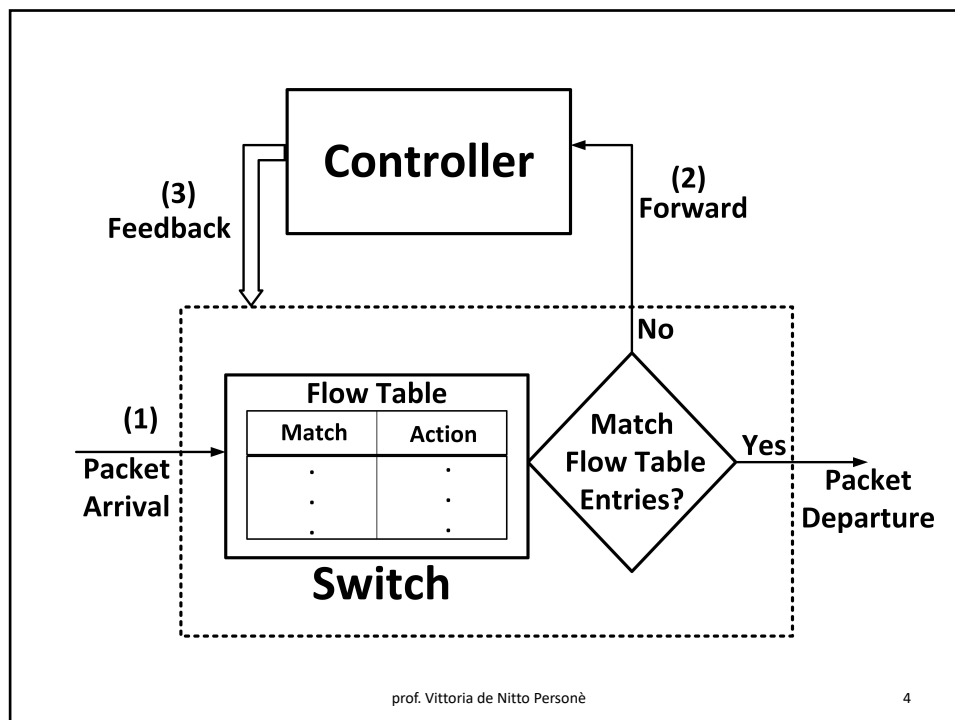 Controller
(3)
Feedback
(2)
Forward
No
Flow Table
Match Action
. .
. .
. .
(1)
Packet
Arrival
Match
Flow Table
Entries?
Yes
Packet
Departure
Switch
prof. Vittoria de Nitto Personè 4